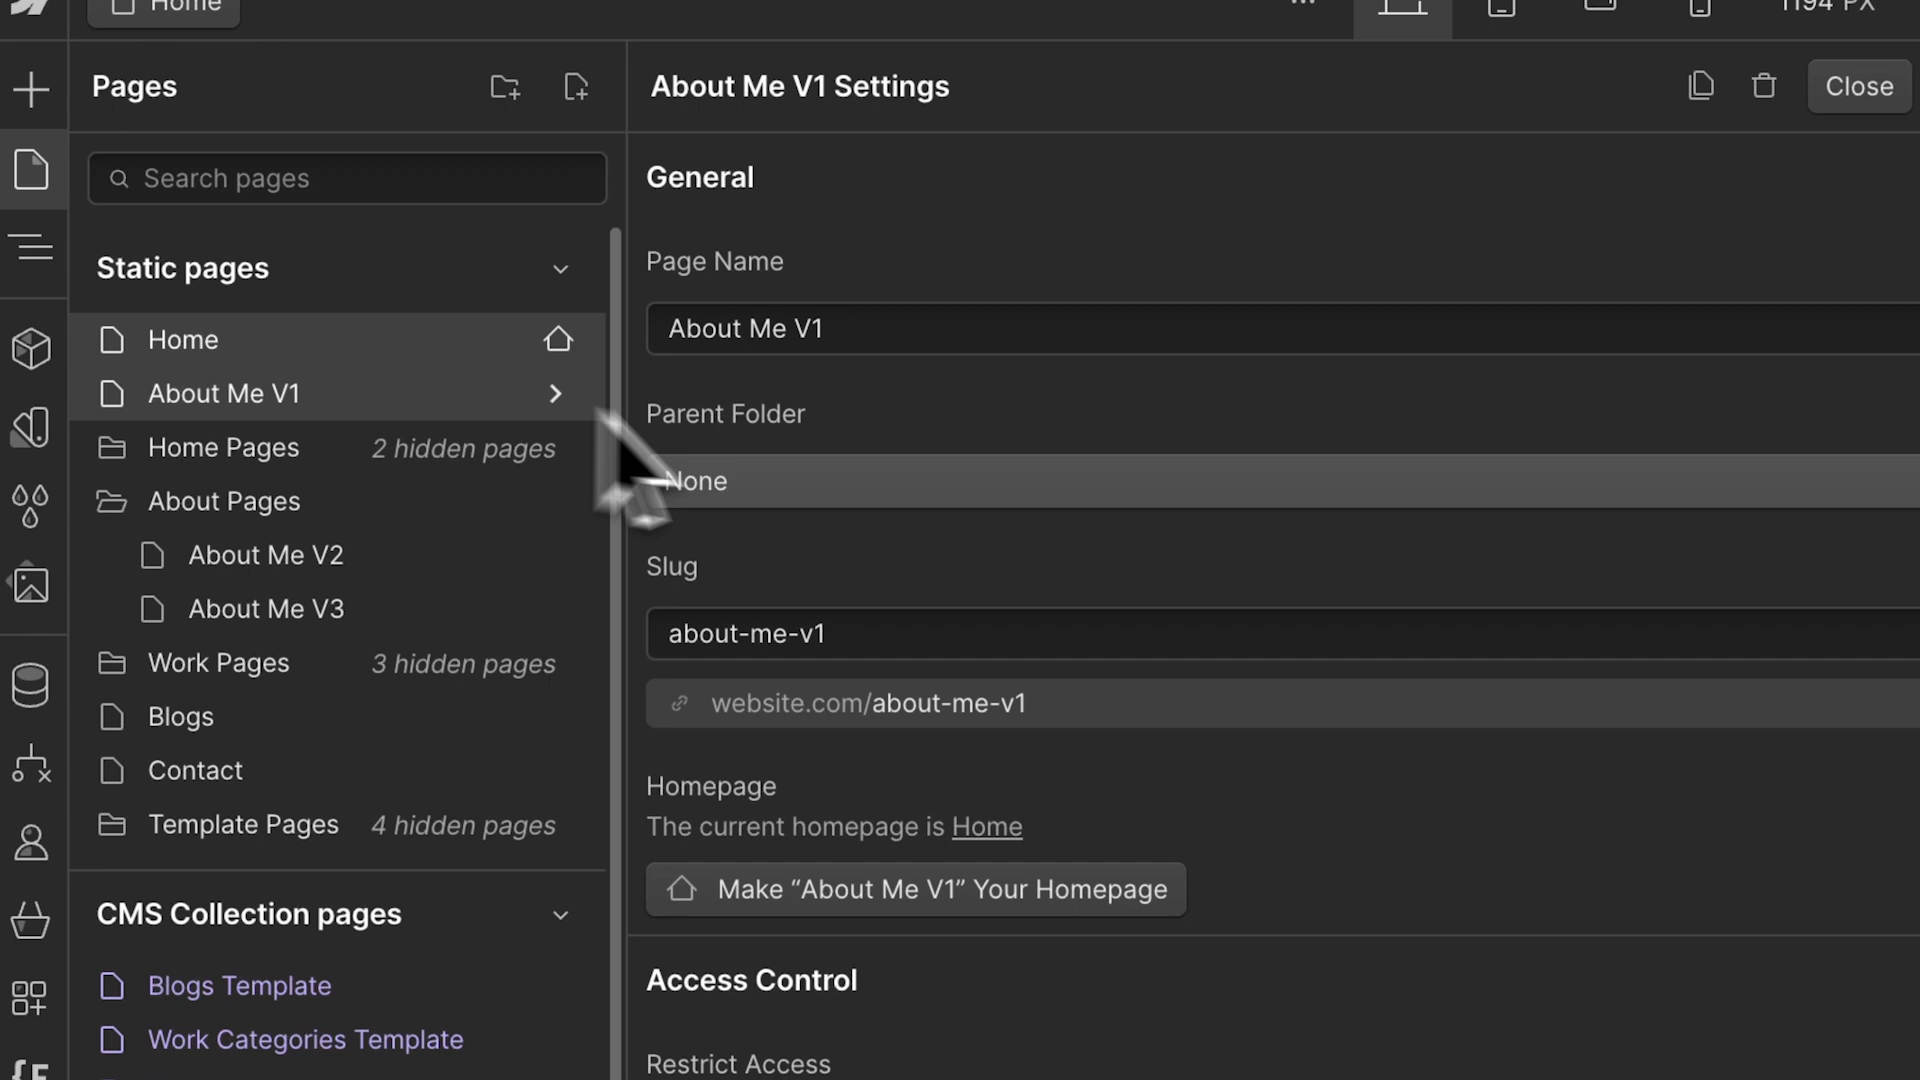 Home
1194 PX
Pages
About Me V1 Settings
Close
Search pages
General
Page Name
Static pages
About Me V1
Home
About Me V1
Parent Folder
Home Pages
2 hidden pages
None
About Pages
About Me V2
Slug
About Me V3
about-me-v1
Work Pages
3 hidden pages
website.com/about-me-v1
Blogs
Contact
Homepage
Template Pages
4 hidden pages
The current homepage is Home
Make “About Me V1” Your Homepage
CMS Collection pages
Access Control
Blogs Template
Work Categories Template
Restrict Access